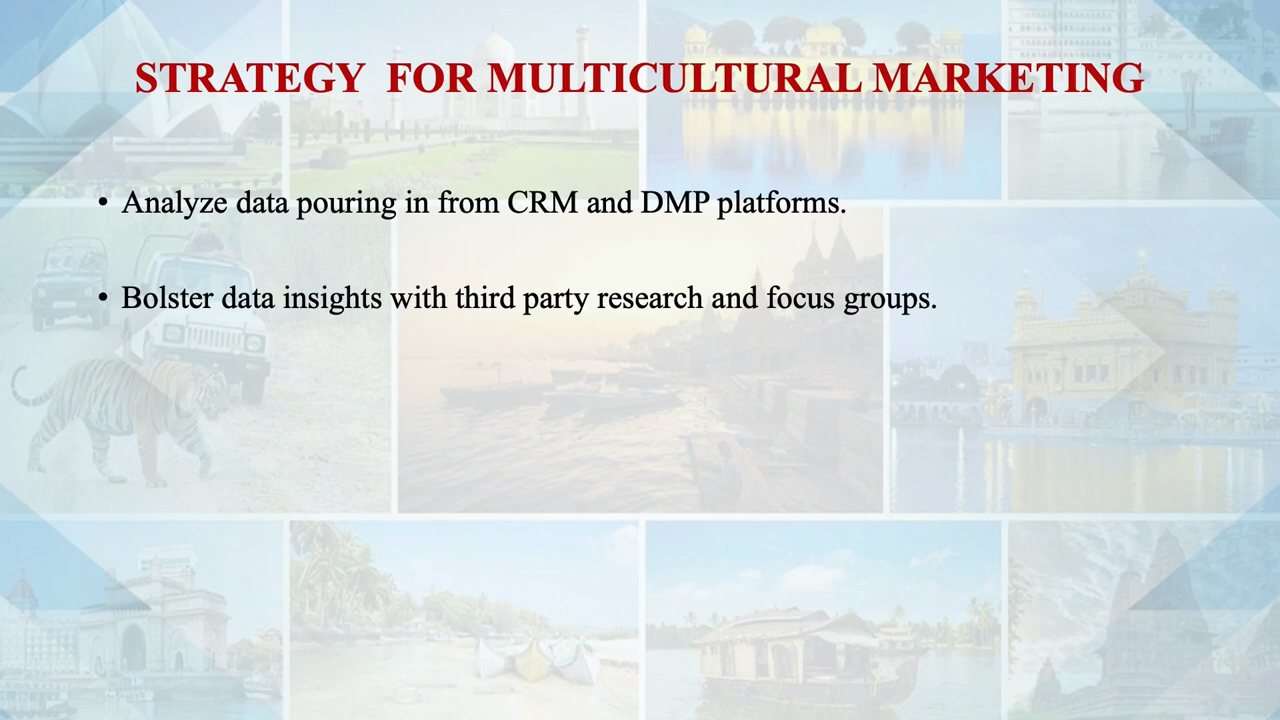 STRATEGY  FOR MULTICULTURAL MARKETING
• Analyze data pouring in from CRM and DMP platforms.
• Bolster data insights with third party research and focus groups.